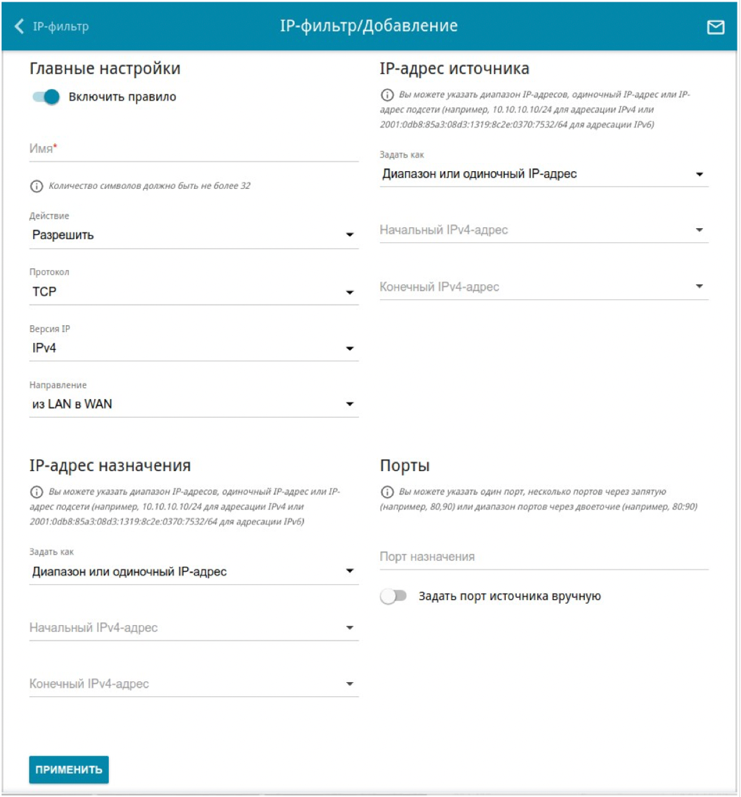 IP-фильтр
IP-фильтр/Добавление
Главные настройки
Включить правило
Имя*
Количество символов должно быть не более 32
Действие
Разрешить
Протокол
TCP
Версия IP
IPv4
Направление
из LAN в WAN
IP-адрес источника
Вы можете указать диапазон IP-адресов, одиночный IP-адрес или IP-
адрес подсети (например, 10.10.10.10/24 для адресации IPv4 или
2001:0db8:85a3:08d3:1319:8c2e:0370:7532/64 для адресации IPv6)
Задать как
Диапазон или одиночный IP-адрес
Начальный IPv4-адрес
Конечный IPv4-адрес
IP-адрес назначения
Вы можете указать диапазон IP-адресов, одиночный IP-адрес или IP-
адрес подсети (например, 10.10.10.10/24 для адресации IPv4 или
2001:0db8:85a3:08d3:1319:8c2e:0370:7532/64 для адресации IPv6)
Задать как
Диапазон или одиночный IP-адрес
Начальный IPv4-адрес
Конечный IPv4-адрес
Порты
Вы можете указать один порт, несколько портов через запятую
(например, 80,90) или диапазон портов через двоеточие (например, 80:90)
Порт назначения
Задать порт источника вручную
ПРИМЕНИТЬ